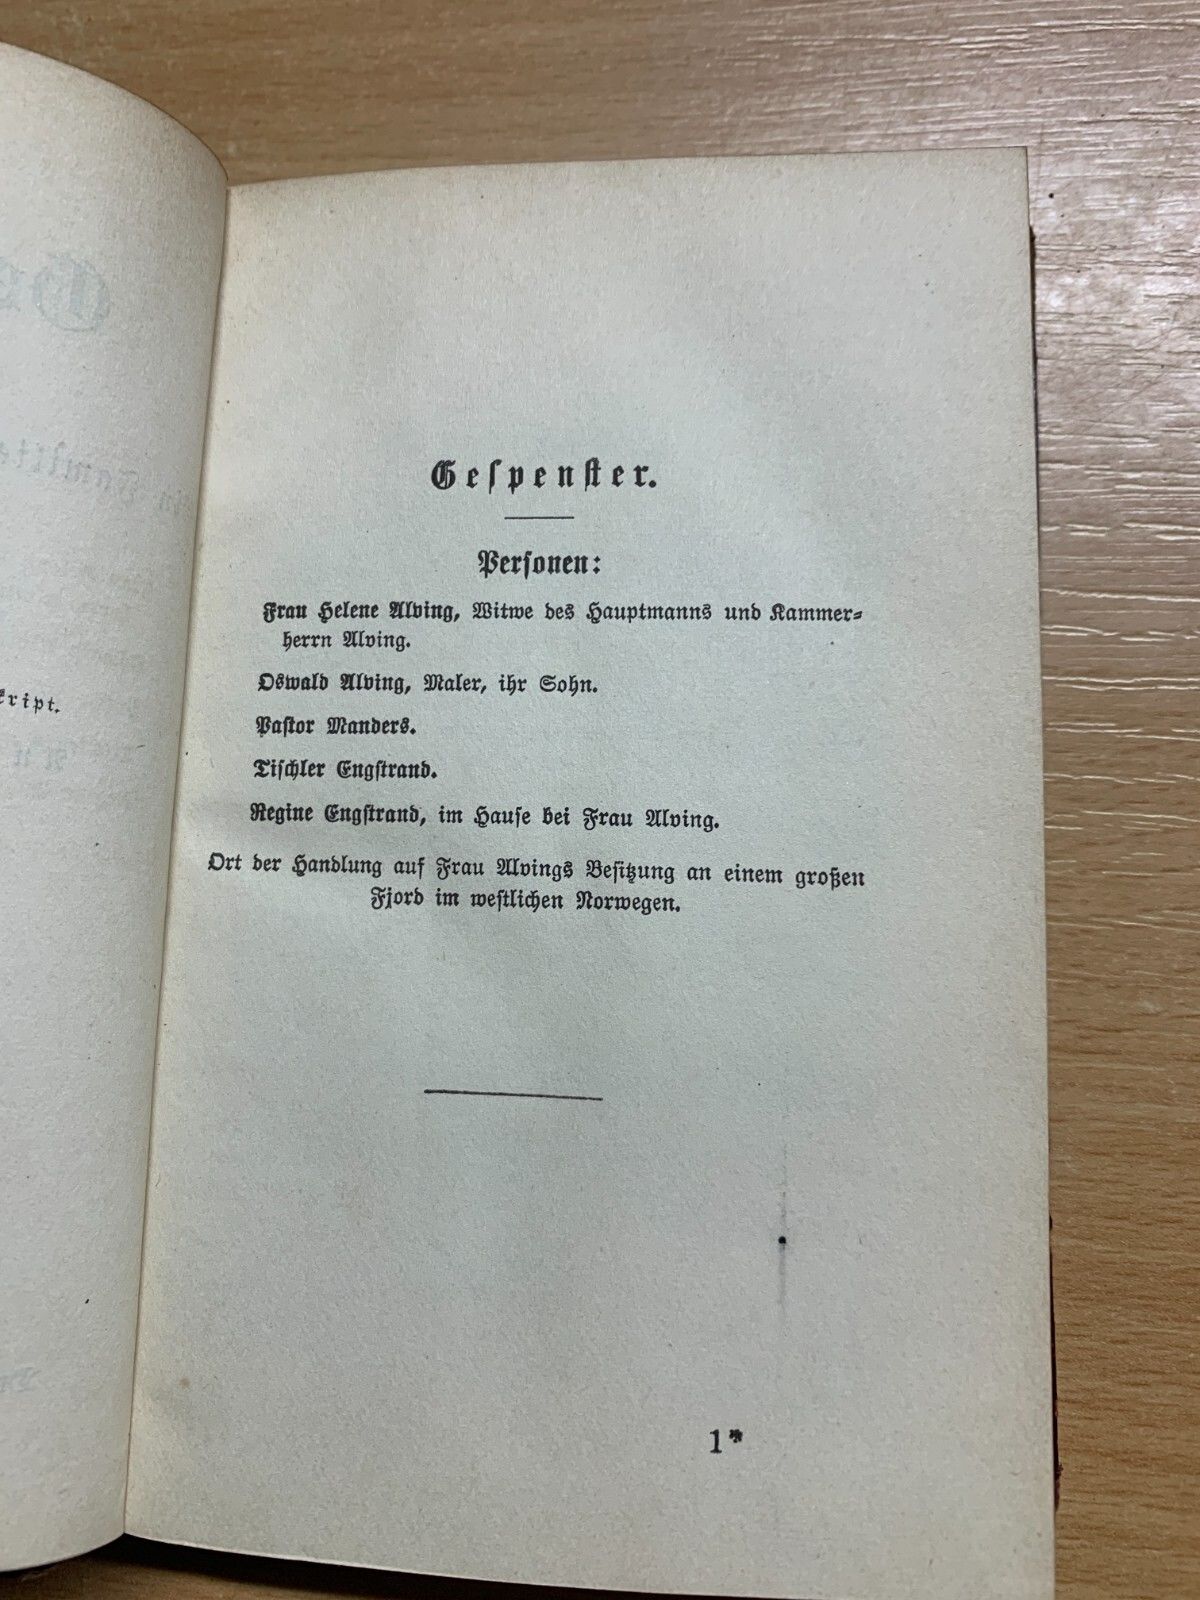 kript.
Gespenster.
Personen:
Frau Helene Alving, Witwe des Hauptmanns und Kammer-
herrn Alving.
Oswald Alving, Maler, ihr Sohn.
Pastor Manders.
Tischler Engstrand.
Regine Engstrand, im Hause bei Frau Alving.
Ort der Handlung auf Frau Alvings Besitzung an einem großen
Fjord im westlichen Norwegen.
1*